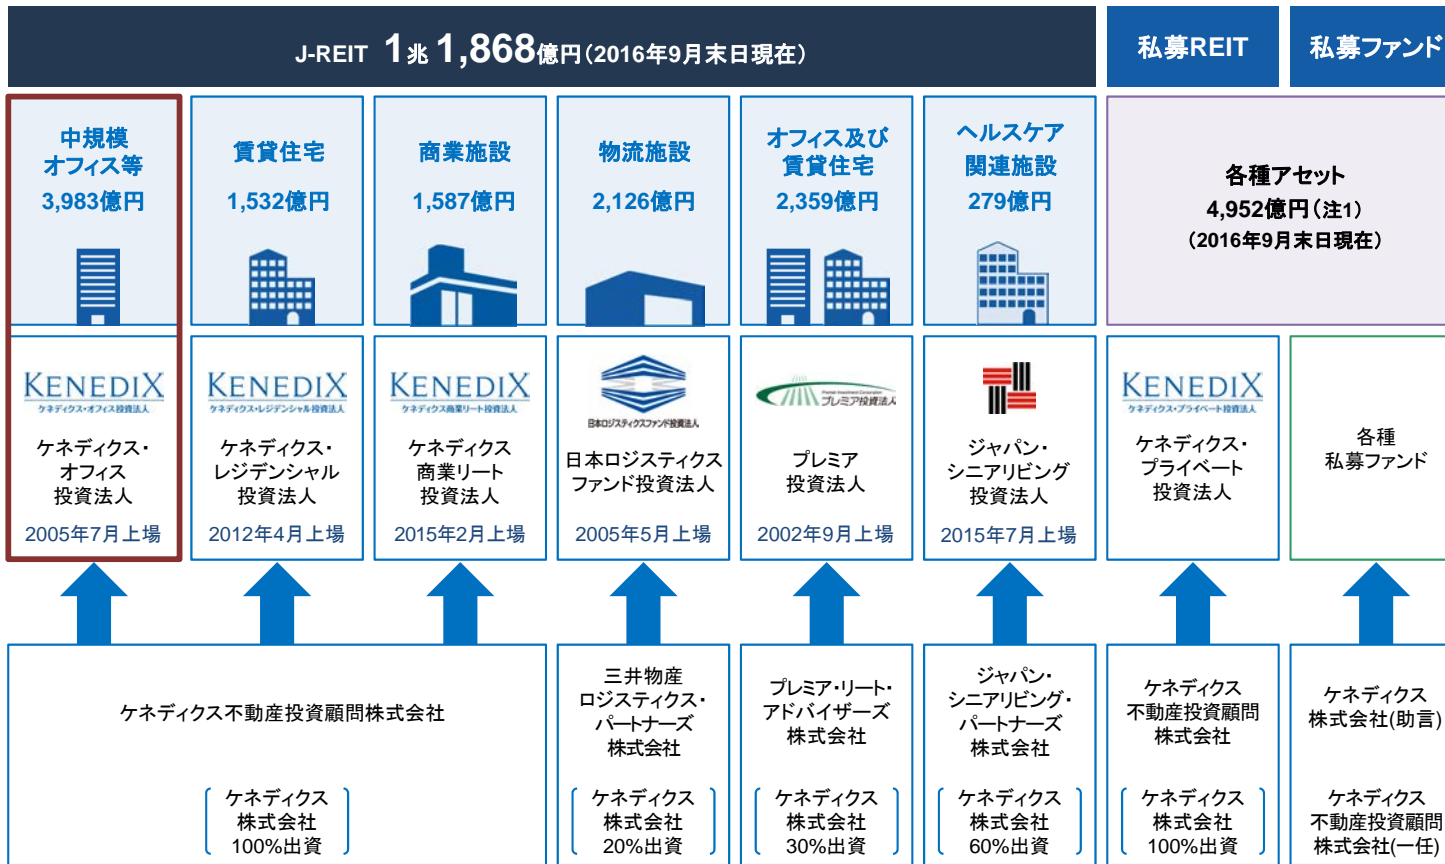 J-REIT 1兆 1,868億円(2016年9月末日現在)
私募REIT
私募ファンド
中規模
オフィス等
3,983億円
賃貸住宅
1,532億円
商業施設
1,587億円
物流施設
2,126億円
オフィス及び
賃貸住宅
2,359億円
ヘルスケア
関連施設
279億円
各種アセット
4,952億円(注1)
(2016年9月末日現在)
KENEDIX
ケネディクス・オフィス投資法人
ケネディクス・
オフィス
投資法人
2005年7月上場
KENEDIX
ケネディクス・レジデンシャル投資法人
ケネディクス・
レジデンシャル
投資法人
2012年4月上場
KENEDIX
ケネディクス商業リート投資法人
ケネディクス
商業リート
投資法人
2015年2月上場
日本ロジスティクスファンド投資法人
日本ロジスティクス
ファンド投資法人
2005年5月上場
Premier Investment Corporation
プレミア投資法人
プレミア
投資法人
2002年9月上場
ジャパン・
シニアリビング
投資法人
2015年7月上場
KENEDIX
ケネディクス・プライベート投資法人
ケネディクス・
プライベート
投資法人
各種
私募ファンド
ケネディクス不動産投資顧問株式会社
ケネディクス
株式会社
100%出資
三井物産
ロジスティクス・
パートナーズ
株式会社
ケネディクス
株式会社
20%出資
プレミア・リート・
アドバイザーズ
株式会社
ケネディクス
株式会社
30%出資
ジャパン・
シニアリビング・
パートナーズ
株式会社
ケネディクス
株式会社
60%出資
ケネディクス
不動産投資顧問
株式会社
ケネディクス
株式会社
100%出資
ケネディクス
株式会社(助言)
ケネディクス
不動産投資顧問
株式会社(一任)